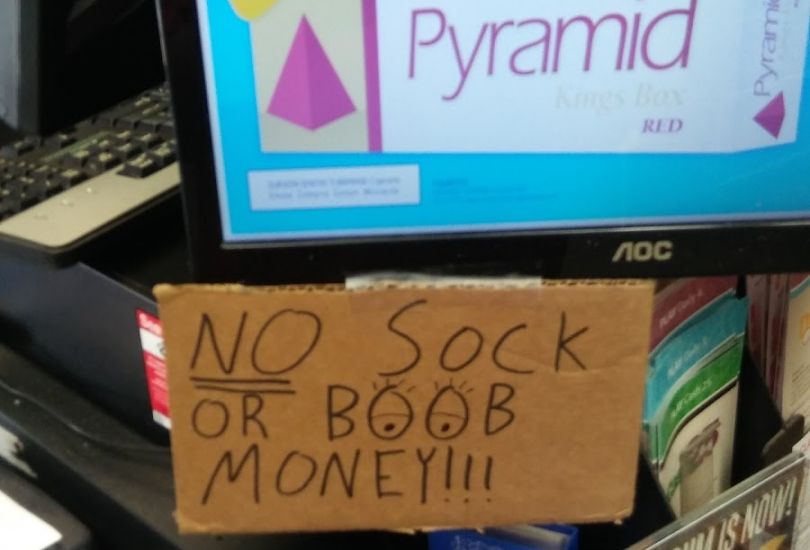 Pyramid
Kings Box
RED
Pyramid
AOC
NO SOCK
OR BOOB
MONEY!!!
IS NOW!